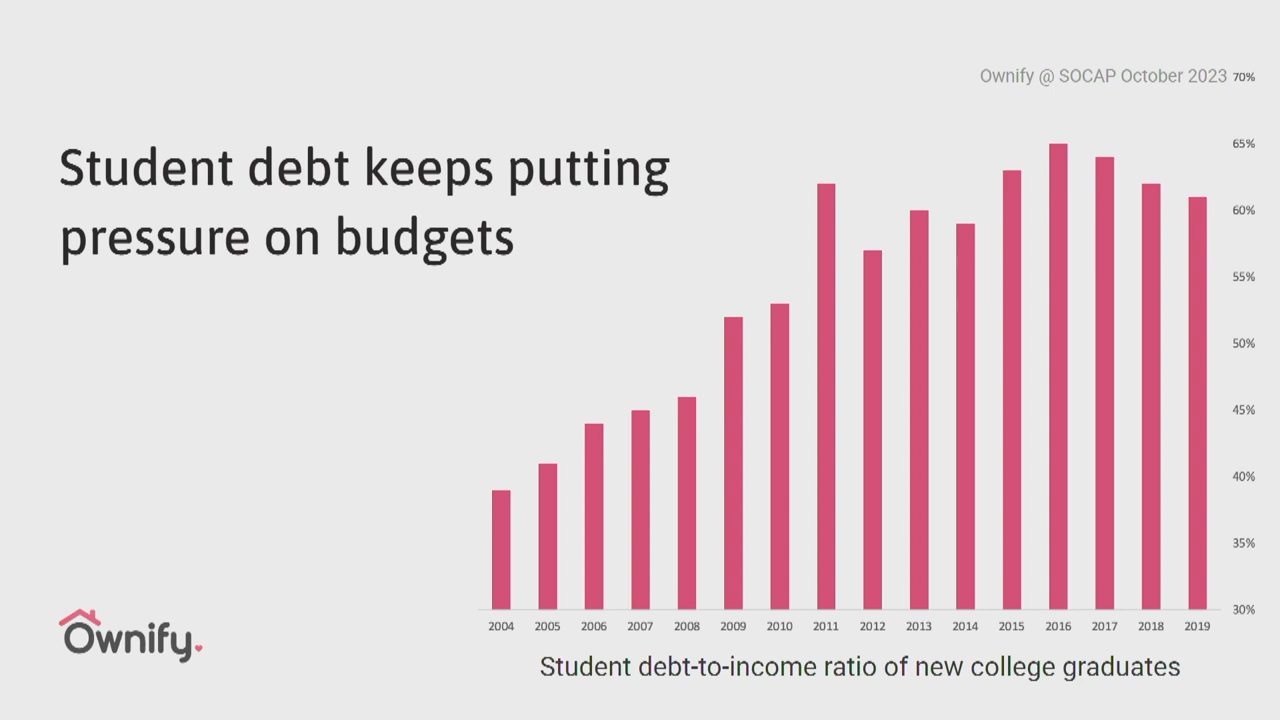 Ownify @ SOCAP October 2023
Student debt keeps putting
pressure on budgets
70%
65%
60%
55%
50%
45%
40%
35%
30%
2004 2005 2006 2007 2008 2009 2010 2011 2012 2013 2014 2015 2016 2017 2018 2019
Student debt-to-income ratio of new college graduates
Ownify